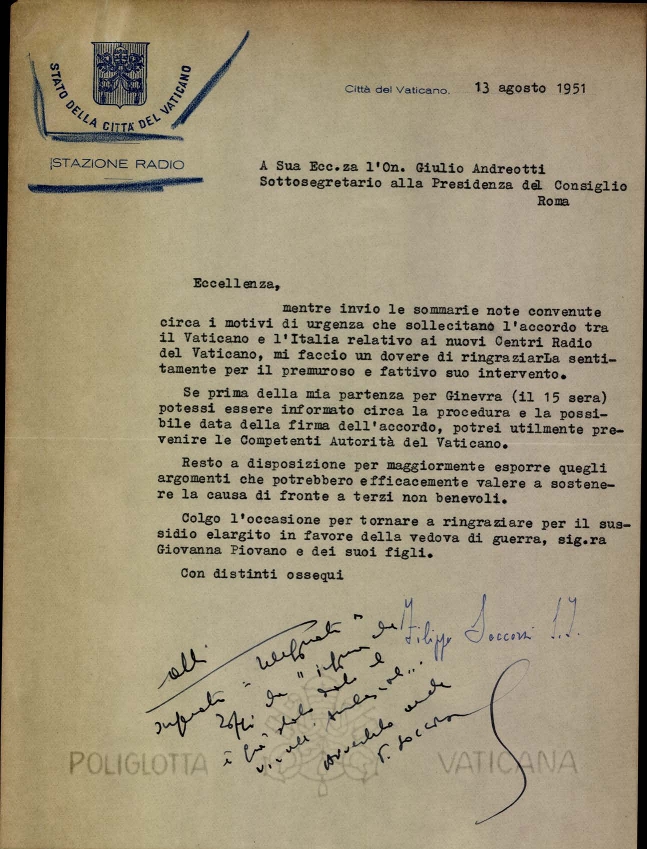 STATO DELLA CITTA' DEL VATICANO
STAZIONE RADIO
Città del Vaticano, 13 agosto 1951
A Sua Ecc.za l'On. Giulio Andreotti
Sottosegretario alla Presidenza del Consiglio
Roma
Eccellenza,
mentre invio le sommarie note convenute
circa i motivi di urgenza che sollecitano l'accordo tra
il Vaticano e l'Italia relativo ai nuovi Centri Radio
del Vaticano, mi faccio un dovere di ringraziarLa senti-
tamente per il premuroso e fattivo suo intervento.
Se prima della mia partenza per Ginevra (il 15 sera)
potessi essere informato circa la procedura e la possi-
bile data della firma dell'accordo, potrei utilmente pre-
venire le Competenti Autorità del Vaticano.
Resto a disposizione per maggiormente esporre quegli
argomenti che potrebbero efficacemente valere a sostene-
re la causa di fronte a terzi non benevoli.
Colgo l'occasione per tornare a ringraziare per il sus-
sidio elargito in favore della vedova di guerra, sig.ra
Giovanna Piovano e dei suoi figli.
Con distinti ossequi
Filippo Soccorsi S.J.
POLIGLOTTA VATICANA